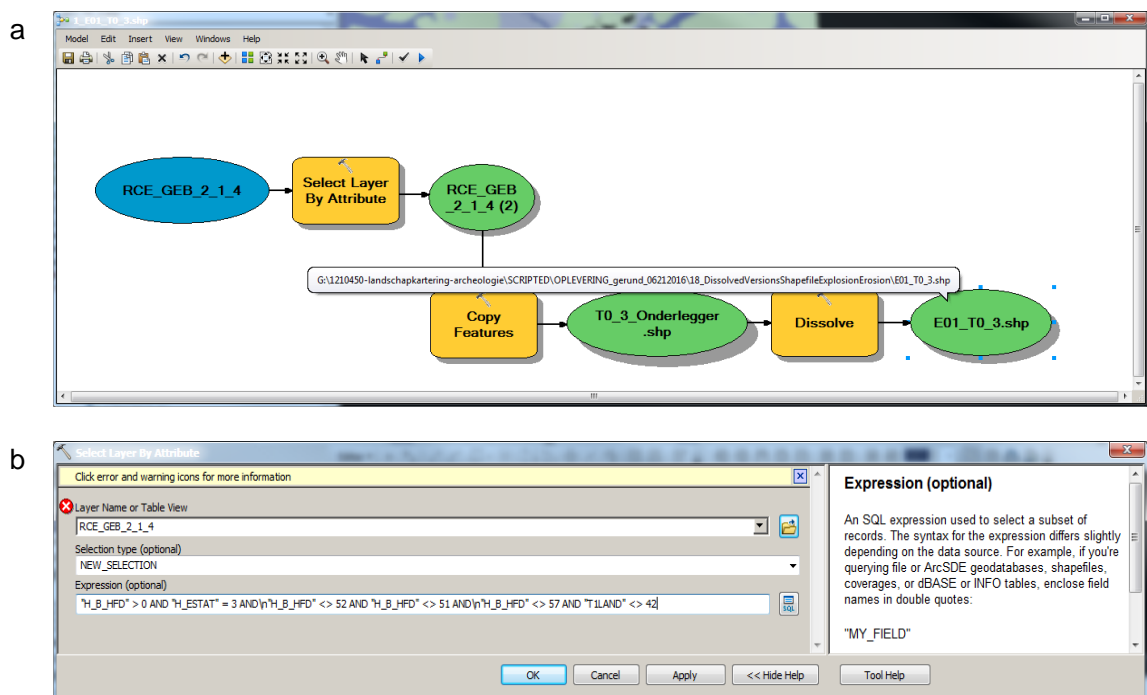 a
1_E01_T0_3.shp
Model Edit Insert View Windows Help
RCE_GEB_2_1_4
Select Layer
By Attribute
RCE_GEB
_2_1_4 (2)
G:\1210450-landschapkartering-archeologie\SCRIPTED\OPLEVERING_gerund_06212016\18_DissolvedVersionsShapefileExplosionErosion\E01_T0_3.shp
Copy
Features
T0_3_Onderlegger
.shp
Dissolve
E01_T0_3.shp
b
Select Layer By Attribute
Click error and warning icons for more information
Layer Name or Table View
RCE_GEB_2_1_4
Selection type (optional)
NEW_SELECTION
Expression (optional)
"H_B_HFD" > 0 AND "H_ESTAT" = 3 AND\n"H_B_HFD" <> 52 AND "H_B_HFD" <> 51 AND\n"H_B_HFD" <> 57 AND "T1LAND" <> 42
SQL
Expression (optional)
An SQL expression used to select a subset of
records. The syntax for the expression differs slightly
depending on the data source. For example, if you're
querying file or ArcSDE geodatabases, shapefiles,
coverages, or dBASE or INFO tables, enclose field
names in double quotes:
"MY_FIELD"
OK Cancel Apply << Hide Help Tool Help